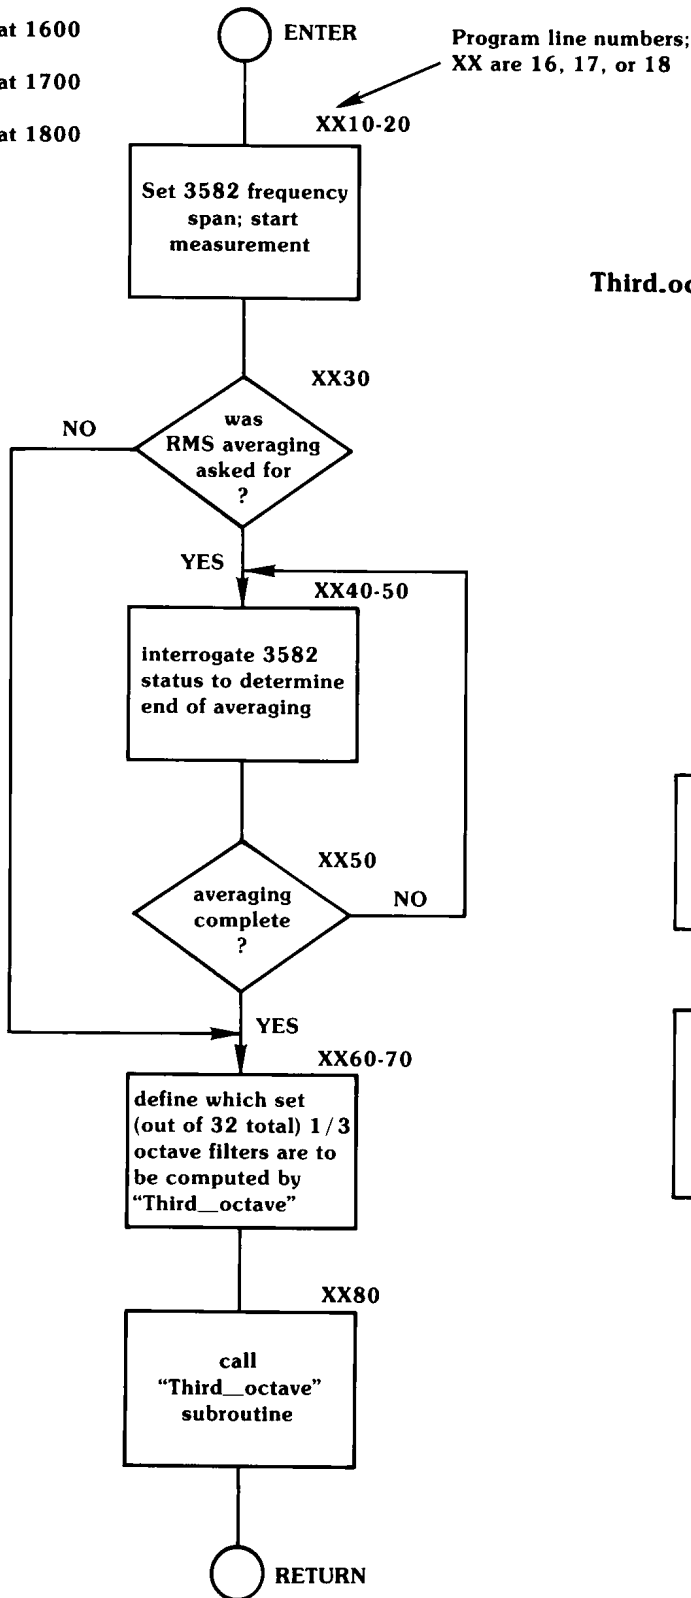 at 1600
at 1700
at 1800
ENTER
Program line numbers;
XX are 16, 17, or 18
XX10-20
Set 3582 frequency
span; start
measurement
Third_oc
XX30
was
RMS averaging
asked for
?
NO
YES
XX40-50
interrogate 3582
status to determine
end of averaging
XX50
averaging
complete
?
NO
YES
XX60-70
define which set
(out of 32 total) 1/3
octave filters are to
be computed by
“Third__octave”
XX80
call
“Third__octave”
subroutine
RETURN